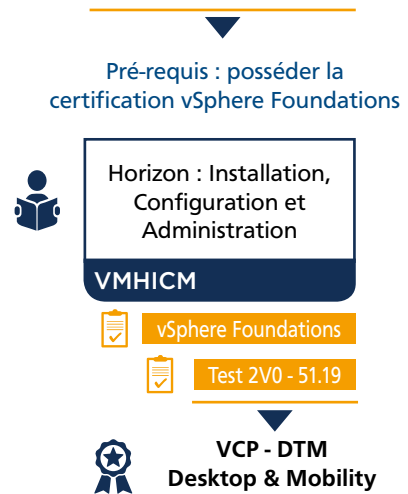 Pré-requis : posséder la
certification vSphere Foundations
Horizon : Installation,
Configuration et
Administration
VMHICM
vSphere Foundations
Test 2V0 - 51.19
VCP - DTM
Desktop & Mobility